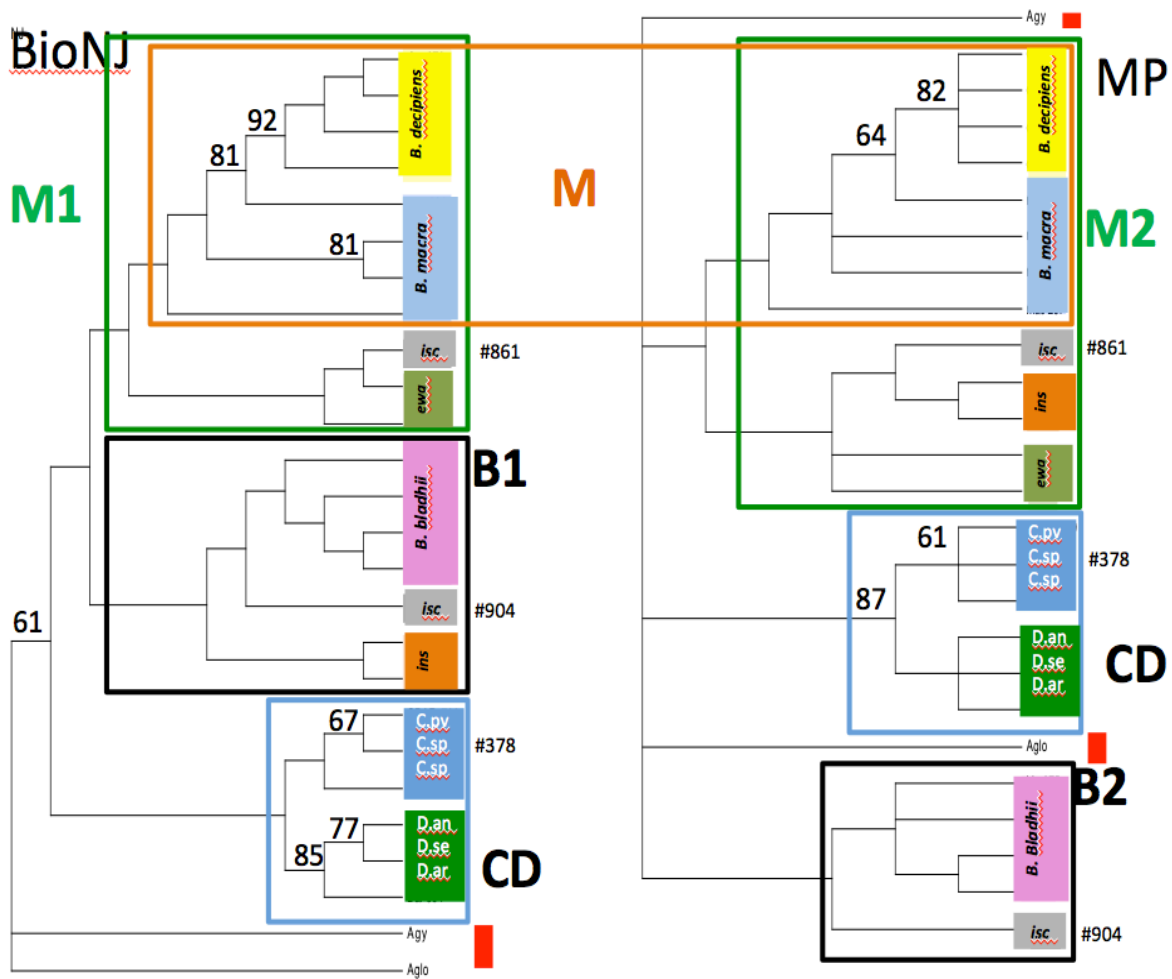 BioNJ
92
81
81
M1
B. decipiens
B. macra
isc
#861
ewa
B1
B. bladhii
isc
#904
ins
61
67
C.py
C.sp
C.sp
#378
77
85
D.an
D.se
D.ar
CD
Agy
Aglo
M
Agy
MP
82
64
B. decipiens
B. macra
M2
isc
#861
ins
ewa
61
87
C.py
C.sp
C.sp
#378
D.an
D.se
D.ar
CD
Aglo
B2
B. Bladhii
isc
#904